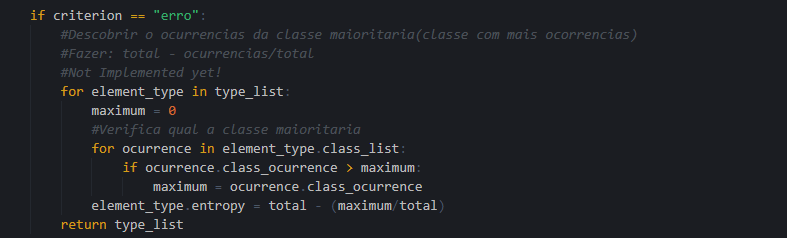 if criterion == "erro":
    #Descobrir o ocurrencias da classe maioritaria(classe com mais ocorrencias)
    #Fazer: total - ocurrencias/total
    #Not Implemented yet!
    for element_type in type_list:
        maximum = 0
        #Verifica qual a classe maioritaria
        for ocurrence in element_type.class_list:
            if ocurrence.class_ocurrence > maximum:
                maximum = ocurrence.class_ocurrence
        element_type.entropy = total - (maximum/total)
    return type_list